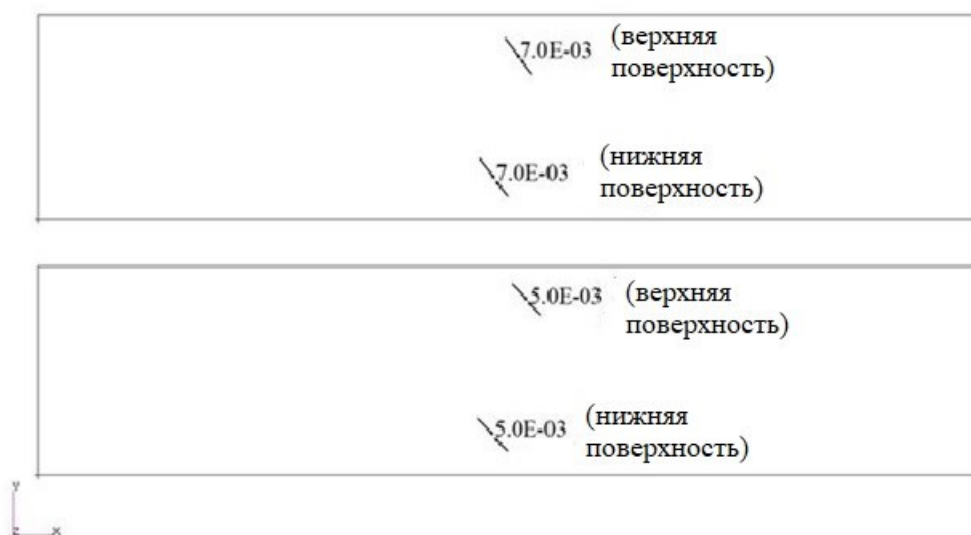 7.0E-03 (верхняя
поверхность)
7.0E-03 (нижняя
поверхность)
5.0E-03 (верхняя
поверхность)
5.0E-03 (нижняя
поверхность)
Y
Z X